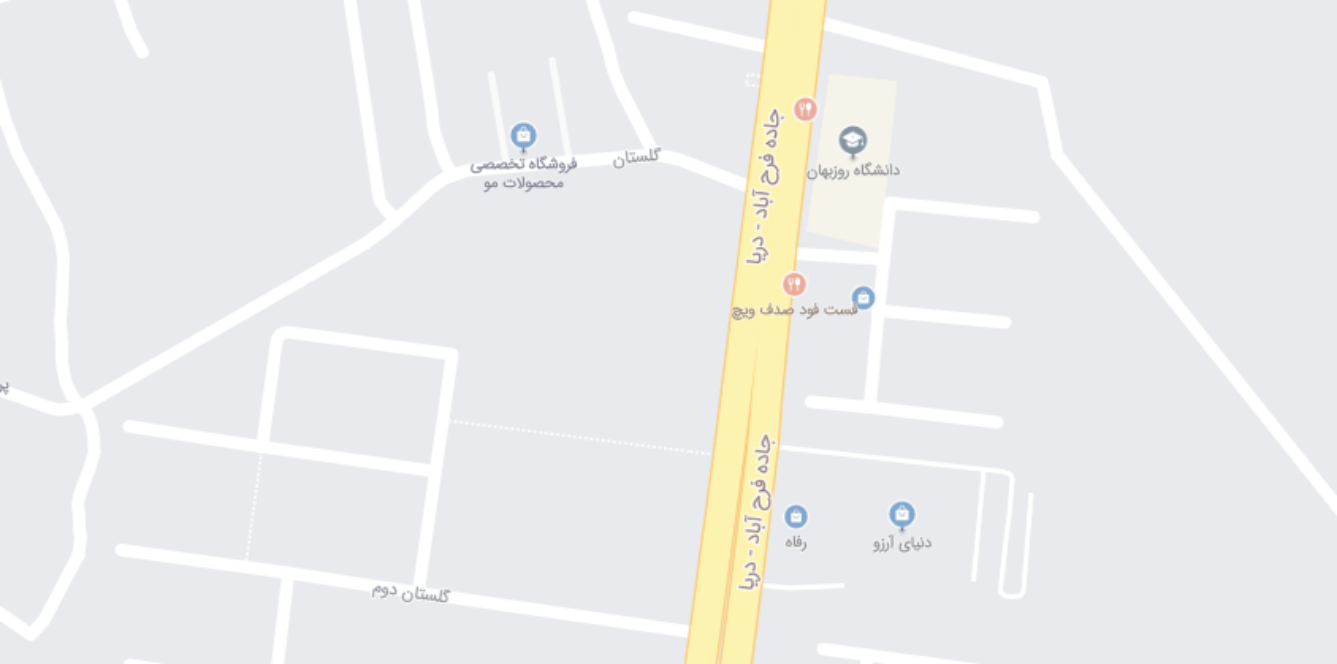 جاده فرح آباد - دریا
گلستان
فروشگاه تخصصی
محصولات مو
دانشگاه روزبهان
فست فود صدف ویچ
پر
جاده فرح آباد - دریا
رفاه
دنیای آرزو
گلستان دوم